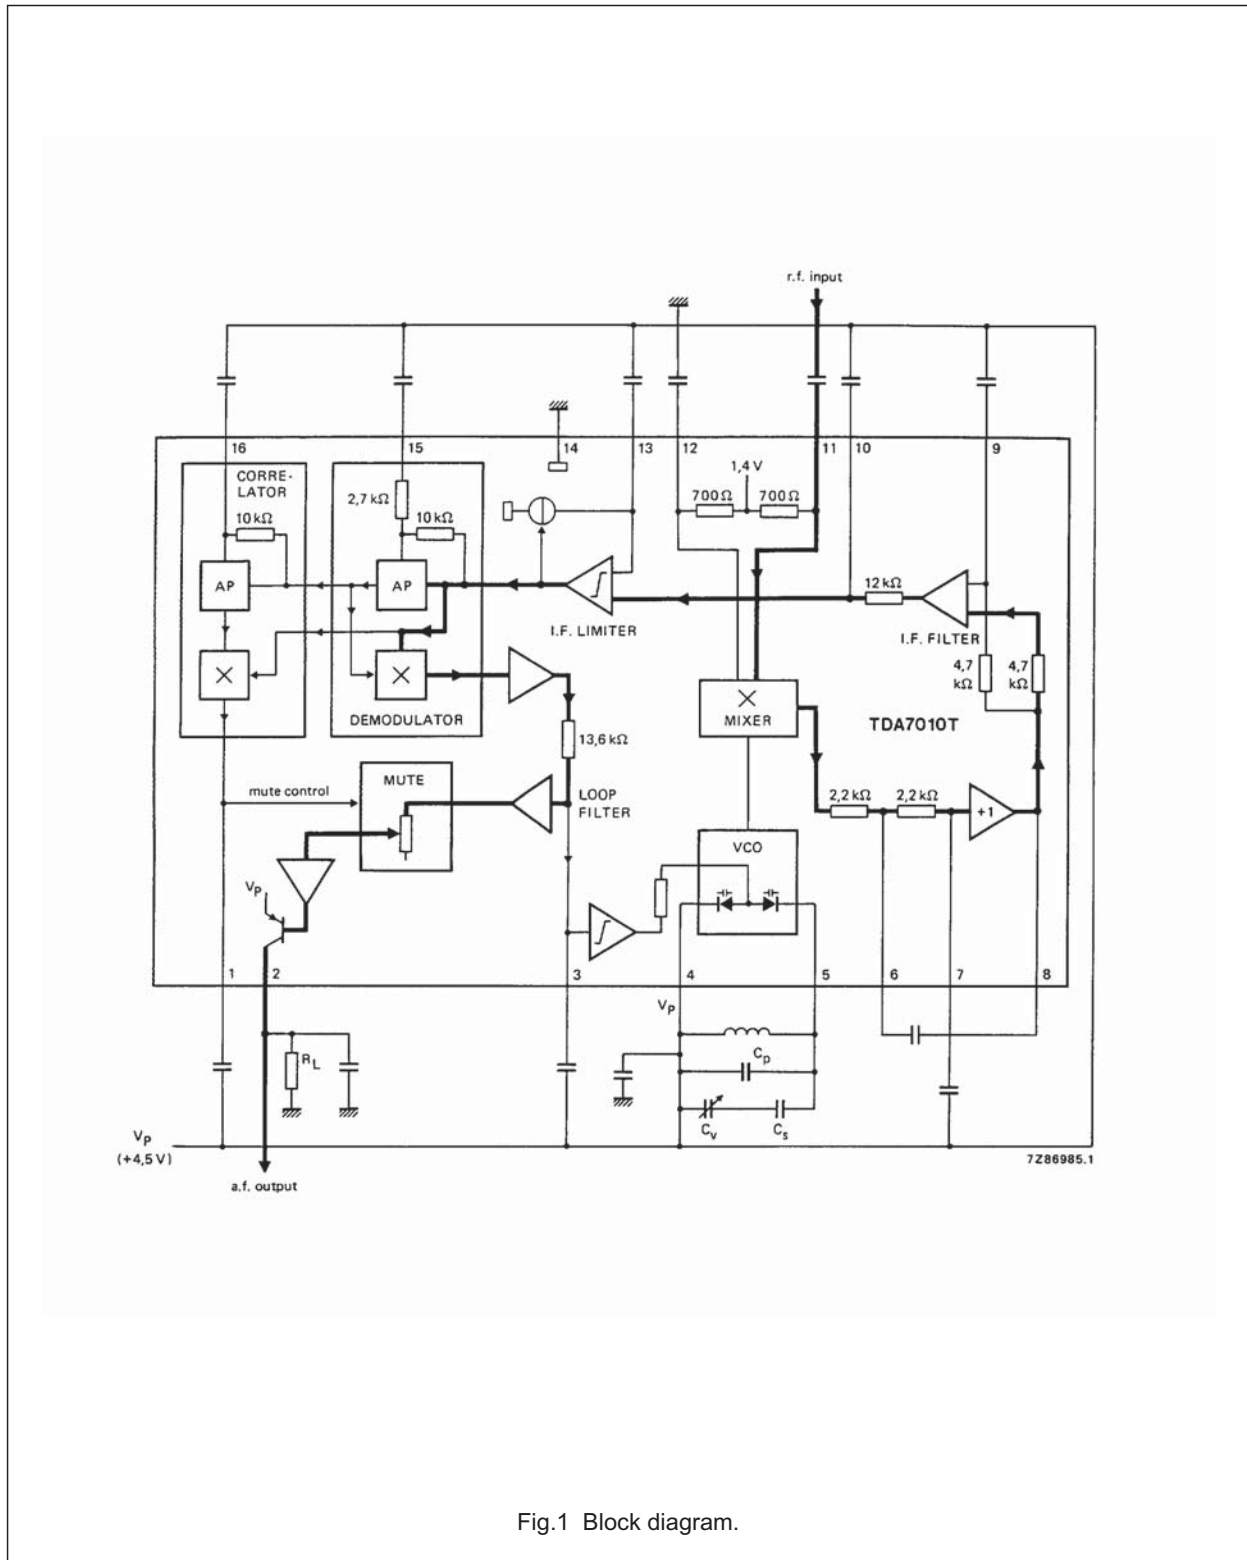 r.f. input
16
15
14
13
12
11
10
9
CORRE-
LATOR
2,7 kΩ
1,4 V
10 kΩ
10 kΩ
700 Ω
700 Ω
AP
AP
12 kΩ
I.F. LIMITER
I.F. FILTER
4,7
kΩ
4,7
kΩ
DEMODULATOR
MIXER
TDA7010T
13,6 kΩ
MUTE
mute control
LOOP
FILTER
2,2 kΩ
2,2 kΩ
+1
VCO
VP
1
2
3
4
5
6
7
8
VP
RL
Cp
Cv
Cs
VP
(+4,5 V)
7Z86985.1
a.f. output
Fig.1 Block diagram.